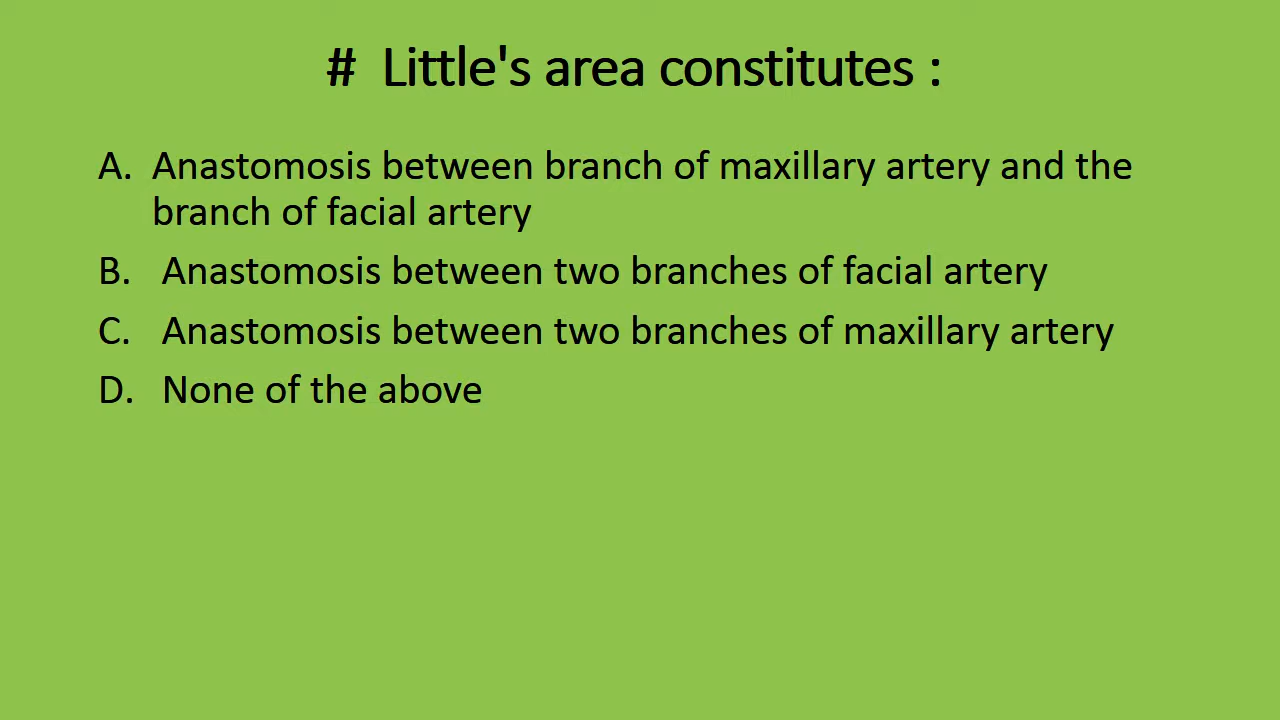 # Little's area constitutes :
A. Anastomosis between branch of maxillary artery and the
branch of facial artery
B. Anastomosis between two branches of facial artery
C. Anastomosis between two branches of maxillary artery
D. None of the above